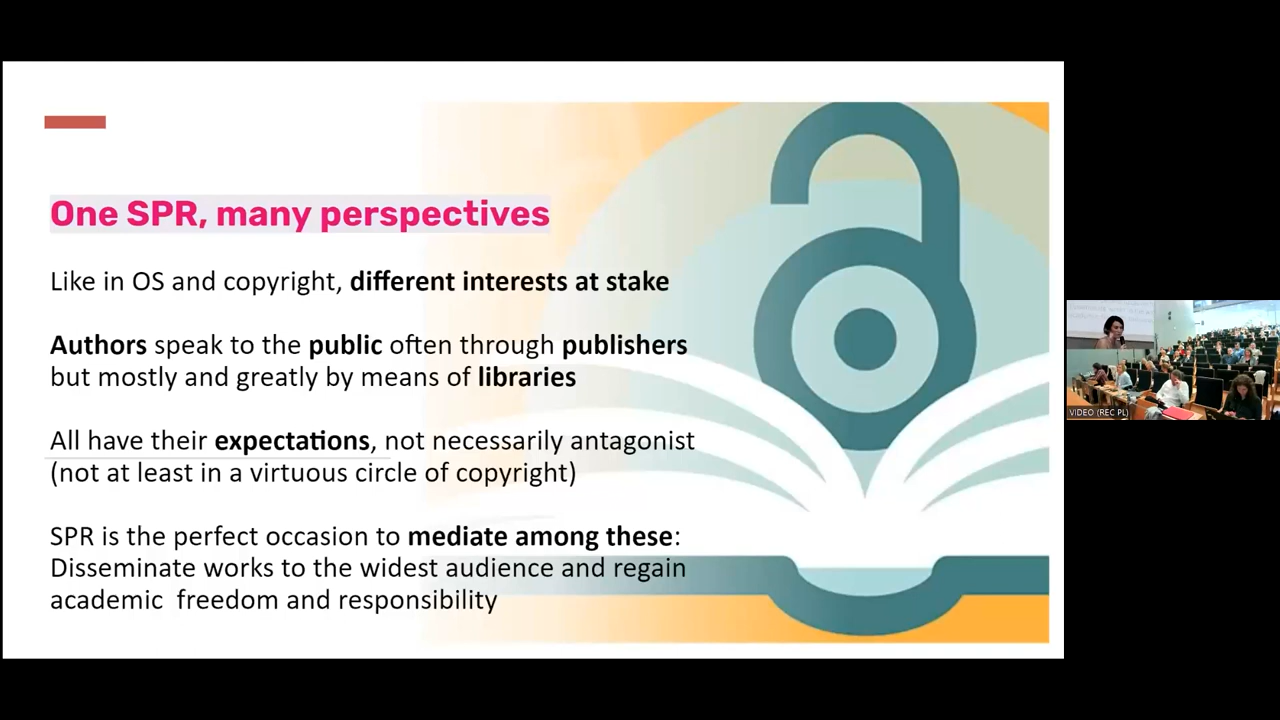 One SPR, many perspectives
Like in OS and copyright, different interests at stake
Authors speak to the public often through publishers
but mostly and greatly by means of libraries
All have their expectations, not necessarily antagonist
(not at least in a virtuous circle of copyright)
SPR is the perfect occasion to mediate among these:
Disseminate works to the widest audience and regain
academic freedom and responsibility
VIDEO (REC PL)